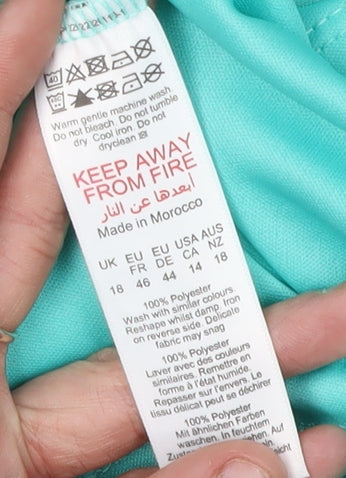 40
Warm gentle machine wash.
Do not bleach. Do not tumble
dry. Cool iron. Do not
dryclean
KEEP AWAY
FROM FIRE
أبعدها عن النار
Made in Morocco
UK EU EU USA AUS
FR DE CA NZ
18 46 44 14 18
100% Polyester
Wash with similar colours.
Reshape whilst damp. Iron
on reverse side. Delicate
fabric may snag
100% Polyester
Laver avec des couleurs
similaires. Remettre en
forme à l'état humide.
Repasser sur l'envers. Le
tissu délicat peut se déchirer
100% Polyester
Mit ähnlichen Farben
waschen. In feuchtem